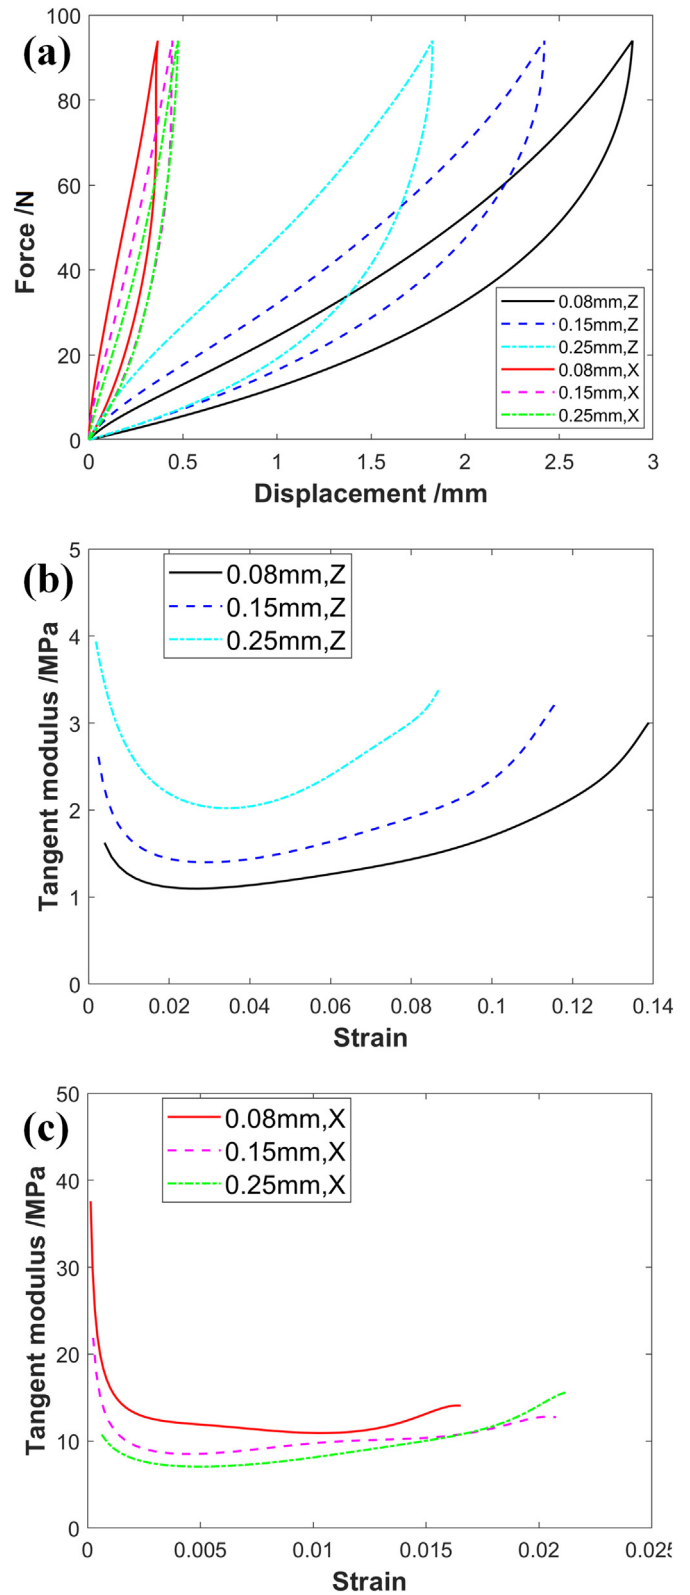 (a)
100
80
60
40
20
0
Force /N
0.08mm,Z
0.15mm,Z
0.25mm,Z
0.08mm,X
0.15mm,X
0.25mm,X
0 0.5 1 1.5 2 2.5 3
Displacement /mm
(b)
5
4
3
2
1
0
Tangent modulus /MPa
0.08mm,Z
0.15mm,Z
0.25mm,Z
0 0.02 0.04 0.06 0.08 0.1 0.12 0.14
Strain
(c)
50
40
30
20
10
0
Tangent modulus /MPa
0.08mm,X
0.15mm,X
0.25mm,X
0 0.005 0.01 0.015 0.02 0.025
Strain